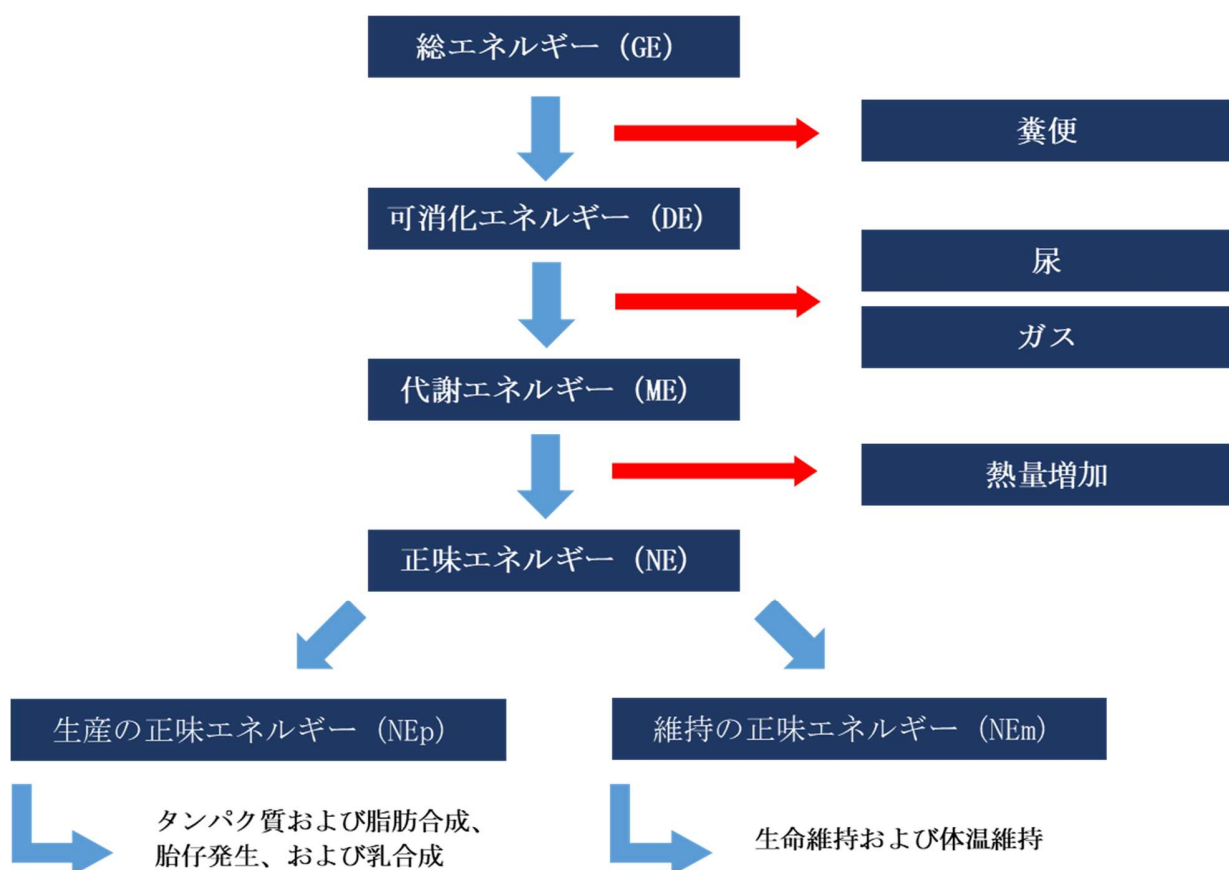 総エネルギー (GE)
糞便
可消化エネルギー (DE)
尿
ガス
代謝エネルギー (ME)
熱量増加
正味エネルギー (NE)
生産の正味エネルギー (NEp)
維持の正味エネルギー (NEm)
タンパク質および脂肪合成、
胎仔発生、および乳合成
生命維持および体温維持